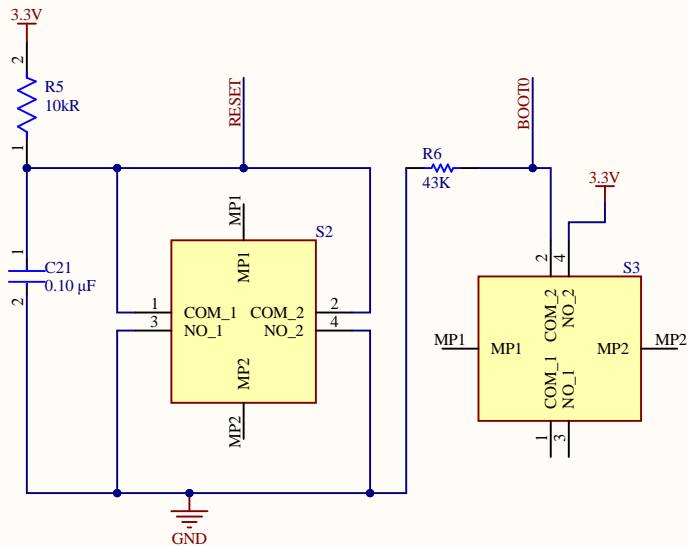 3.3V
2
R5
10kR
1
RESET
BOOT0
R6
43K
3.3V
1
C21
0.10 µF
2
MP1
MP1
S2
1
COM_1
COM_2
2
3
NO_1
NO_2
4
MP2
MP2
GND
2
4
S3
COM_2
NO_2
MP1
MP1
MP2
MP2
COM_1
NO_1
1
3